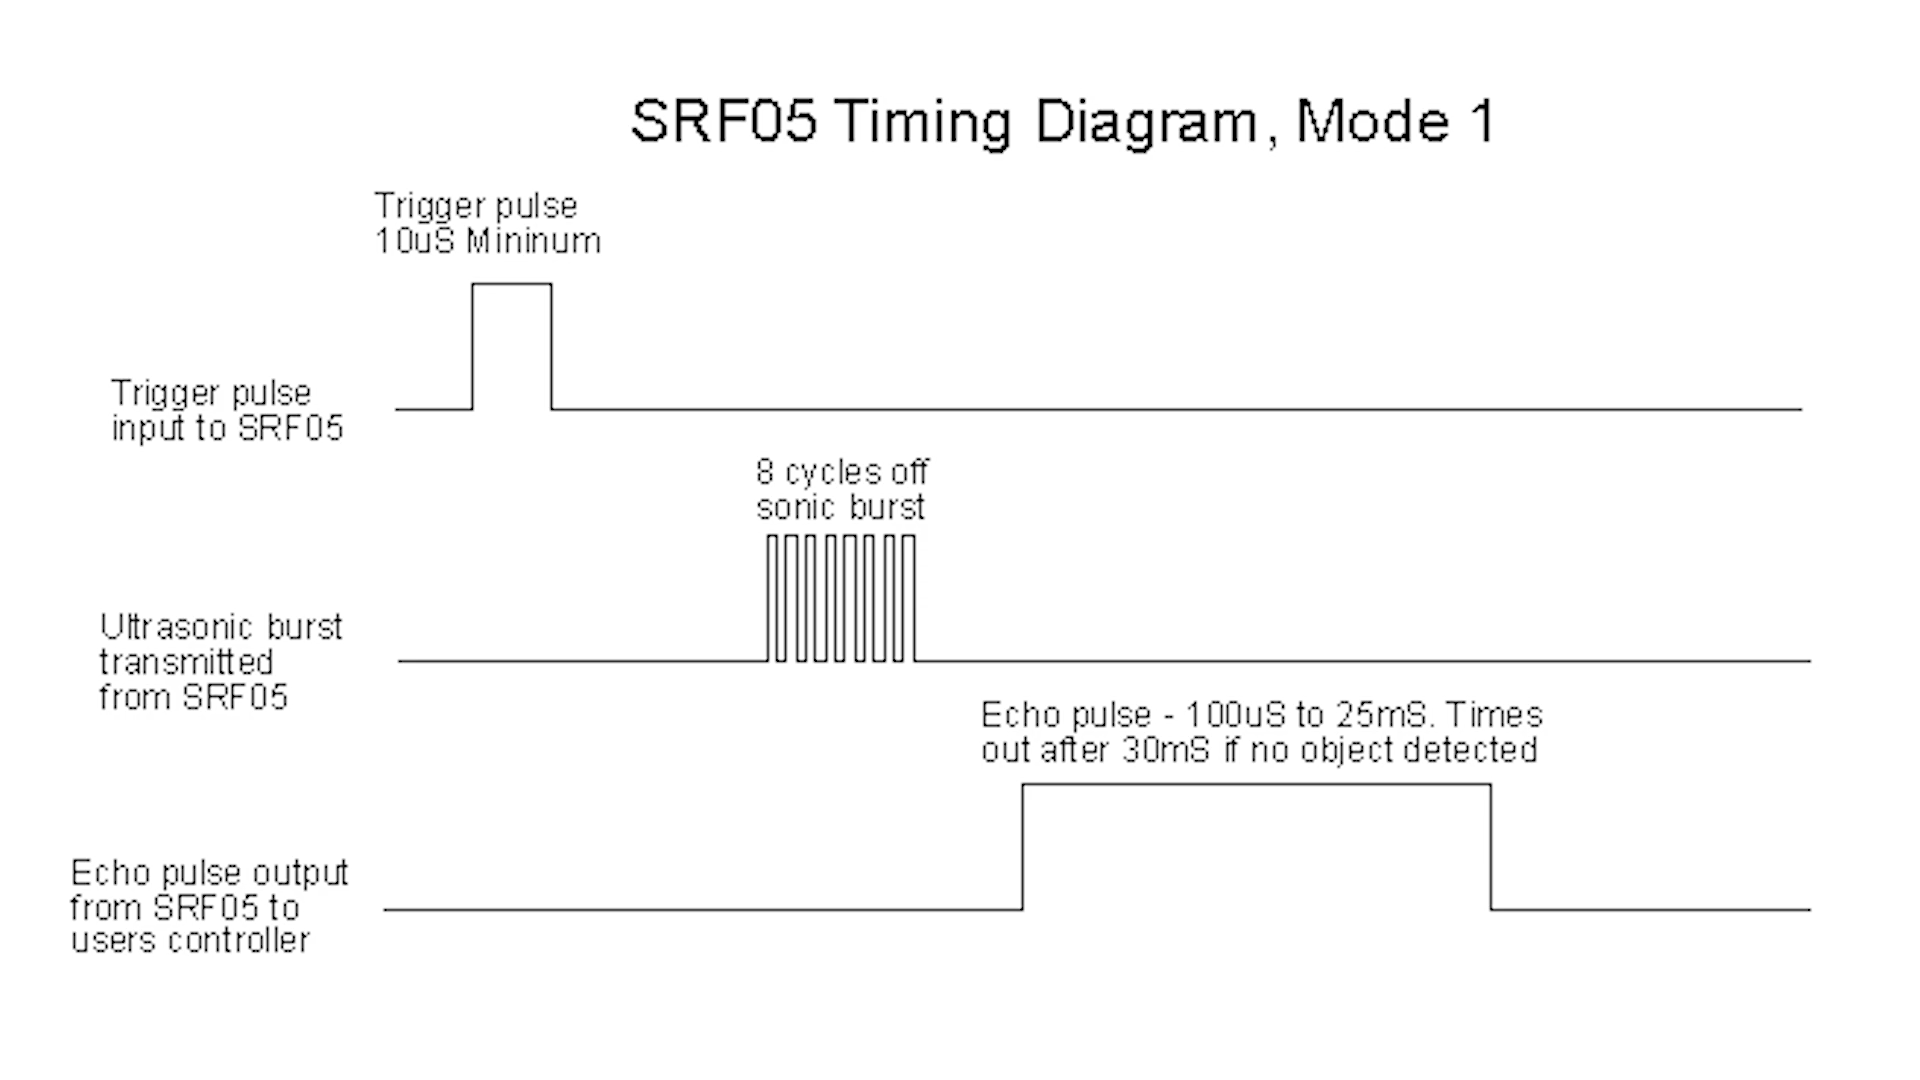 SRF05 Timing Diagram, Mode 1
Trigger pulse
10uS Mininum
Trigger pulse
input to SRF05
8 cycles off
sonic burst
Ultrasonic burst
transmitted
from SRF05
Echo pulse - 100uS to 25mS. Times
out after 30mS if no object detected
Echo pulse output
from SRF05 to
users controller